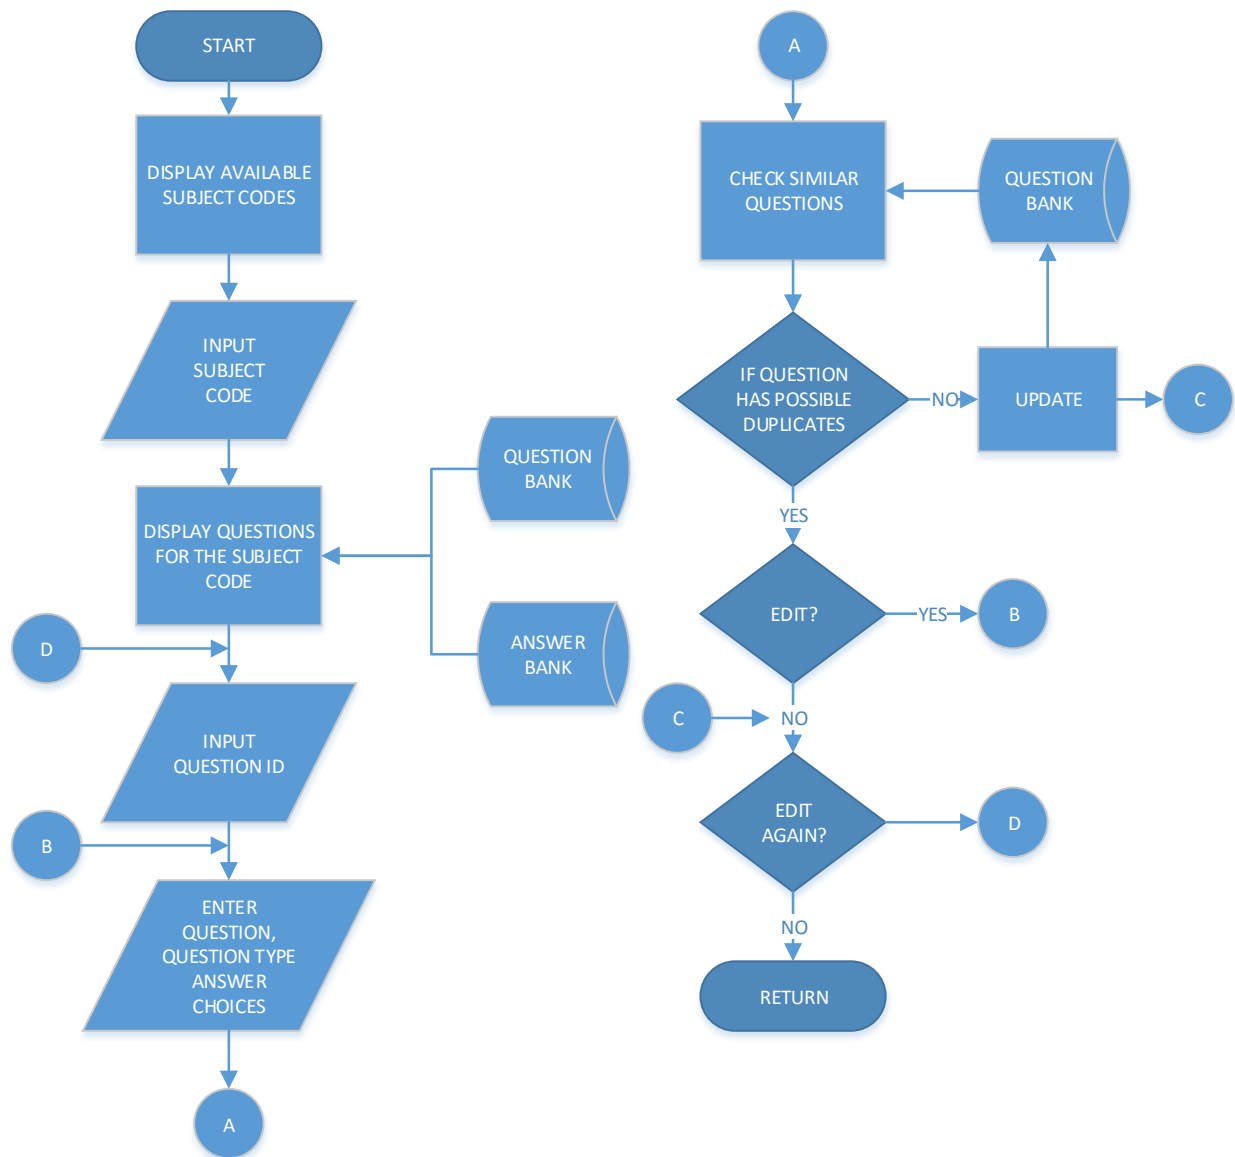 START
DISPLAY AVAILABLE
SUBJECT CODES
INPUT
SUBJECT
CODE
DISPLAY QUESTIONS
FOR THE SUBJECT
CODE
QUESTION
BANK
ANSWER
BANK
D
INPUT
QUESTION ID
B
ENTER
QUESTION,
QUESTION TYPE
ANSWER
CHOICES
A
A
CHECK SIMILAR
QUESTIONS
QUESTION
BANK
IF QUESTION
HAS POSSIBLE
DUPLICATES
NO
UPDATE
C
YES
EDIT?
YES
B
C
NO
EDIT
AGAIN?
D
NO
RETURN